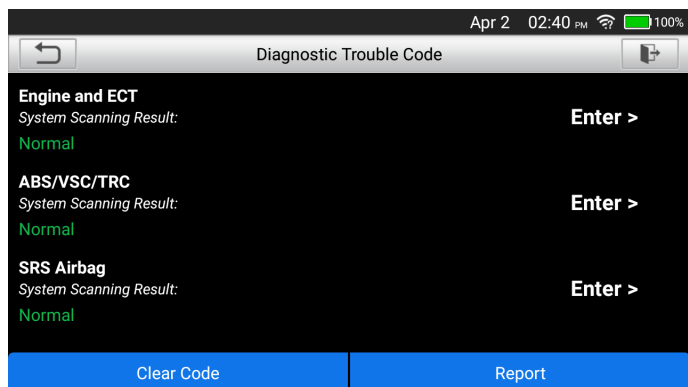 Apr 2 02:40 PM 100%
Diagnostic Trouble Code
Engine and ECT
System Scanning Result:
Enter >
Normal
ABS/VSC/TRC
System Scanning Result:
Enter >
Normal
SRS Airbag
System Scanning Result:
Enter >
Normal
Clear Code Report